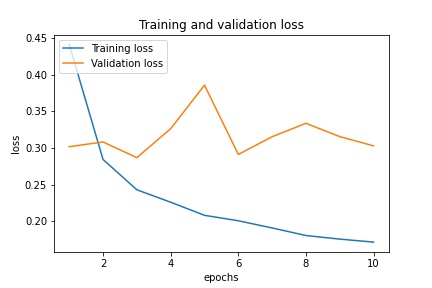 Training and validation loss
Training loss
Validation loss
0.45
0.40
0.35
0.30
0.25
0.20
loss
2 4 6 8 10
epochs